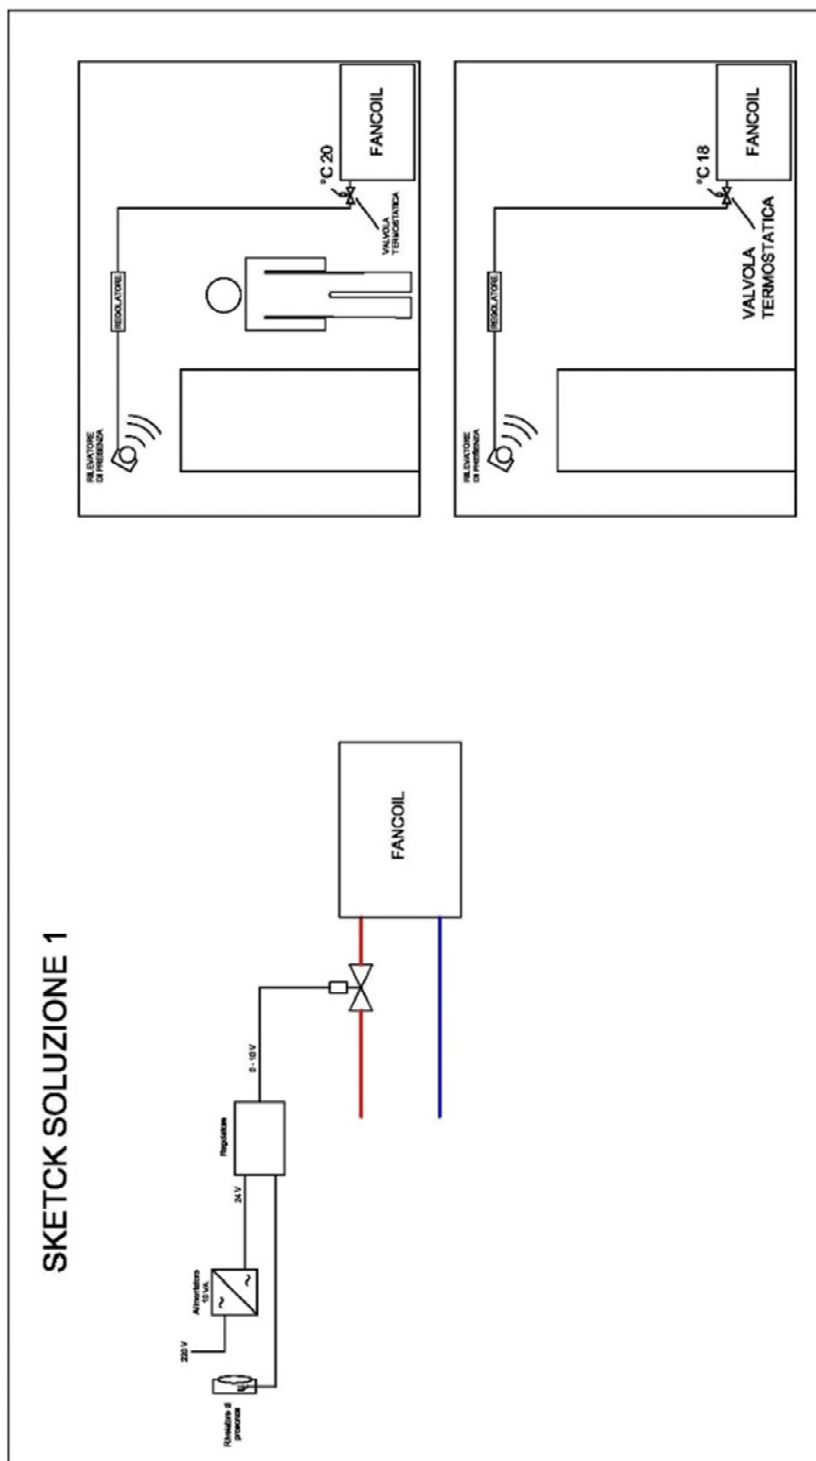 SKETCK SOLUZIONE 1
220 V
Alimentatore
10 VA
24 V
Regolatore
0 - 10 V
Rilevatore di
presenza
FANCOIL
RILEVATORE
DI PRESENZA
REGOLATORE
°C 20
VALVOLA
TERMOSTATICA
FANCOIL
RILEVATORE
DI PRESENZA
REGOLATORE
°C 18
VALVOLA
TERMOSTATICA
FANCOIL